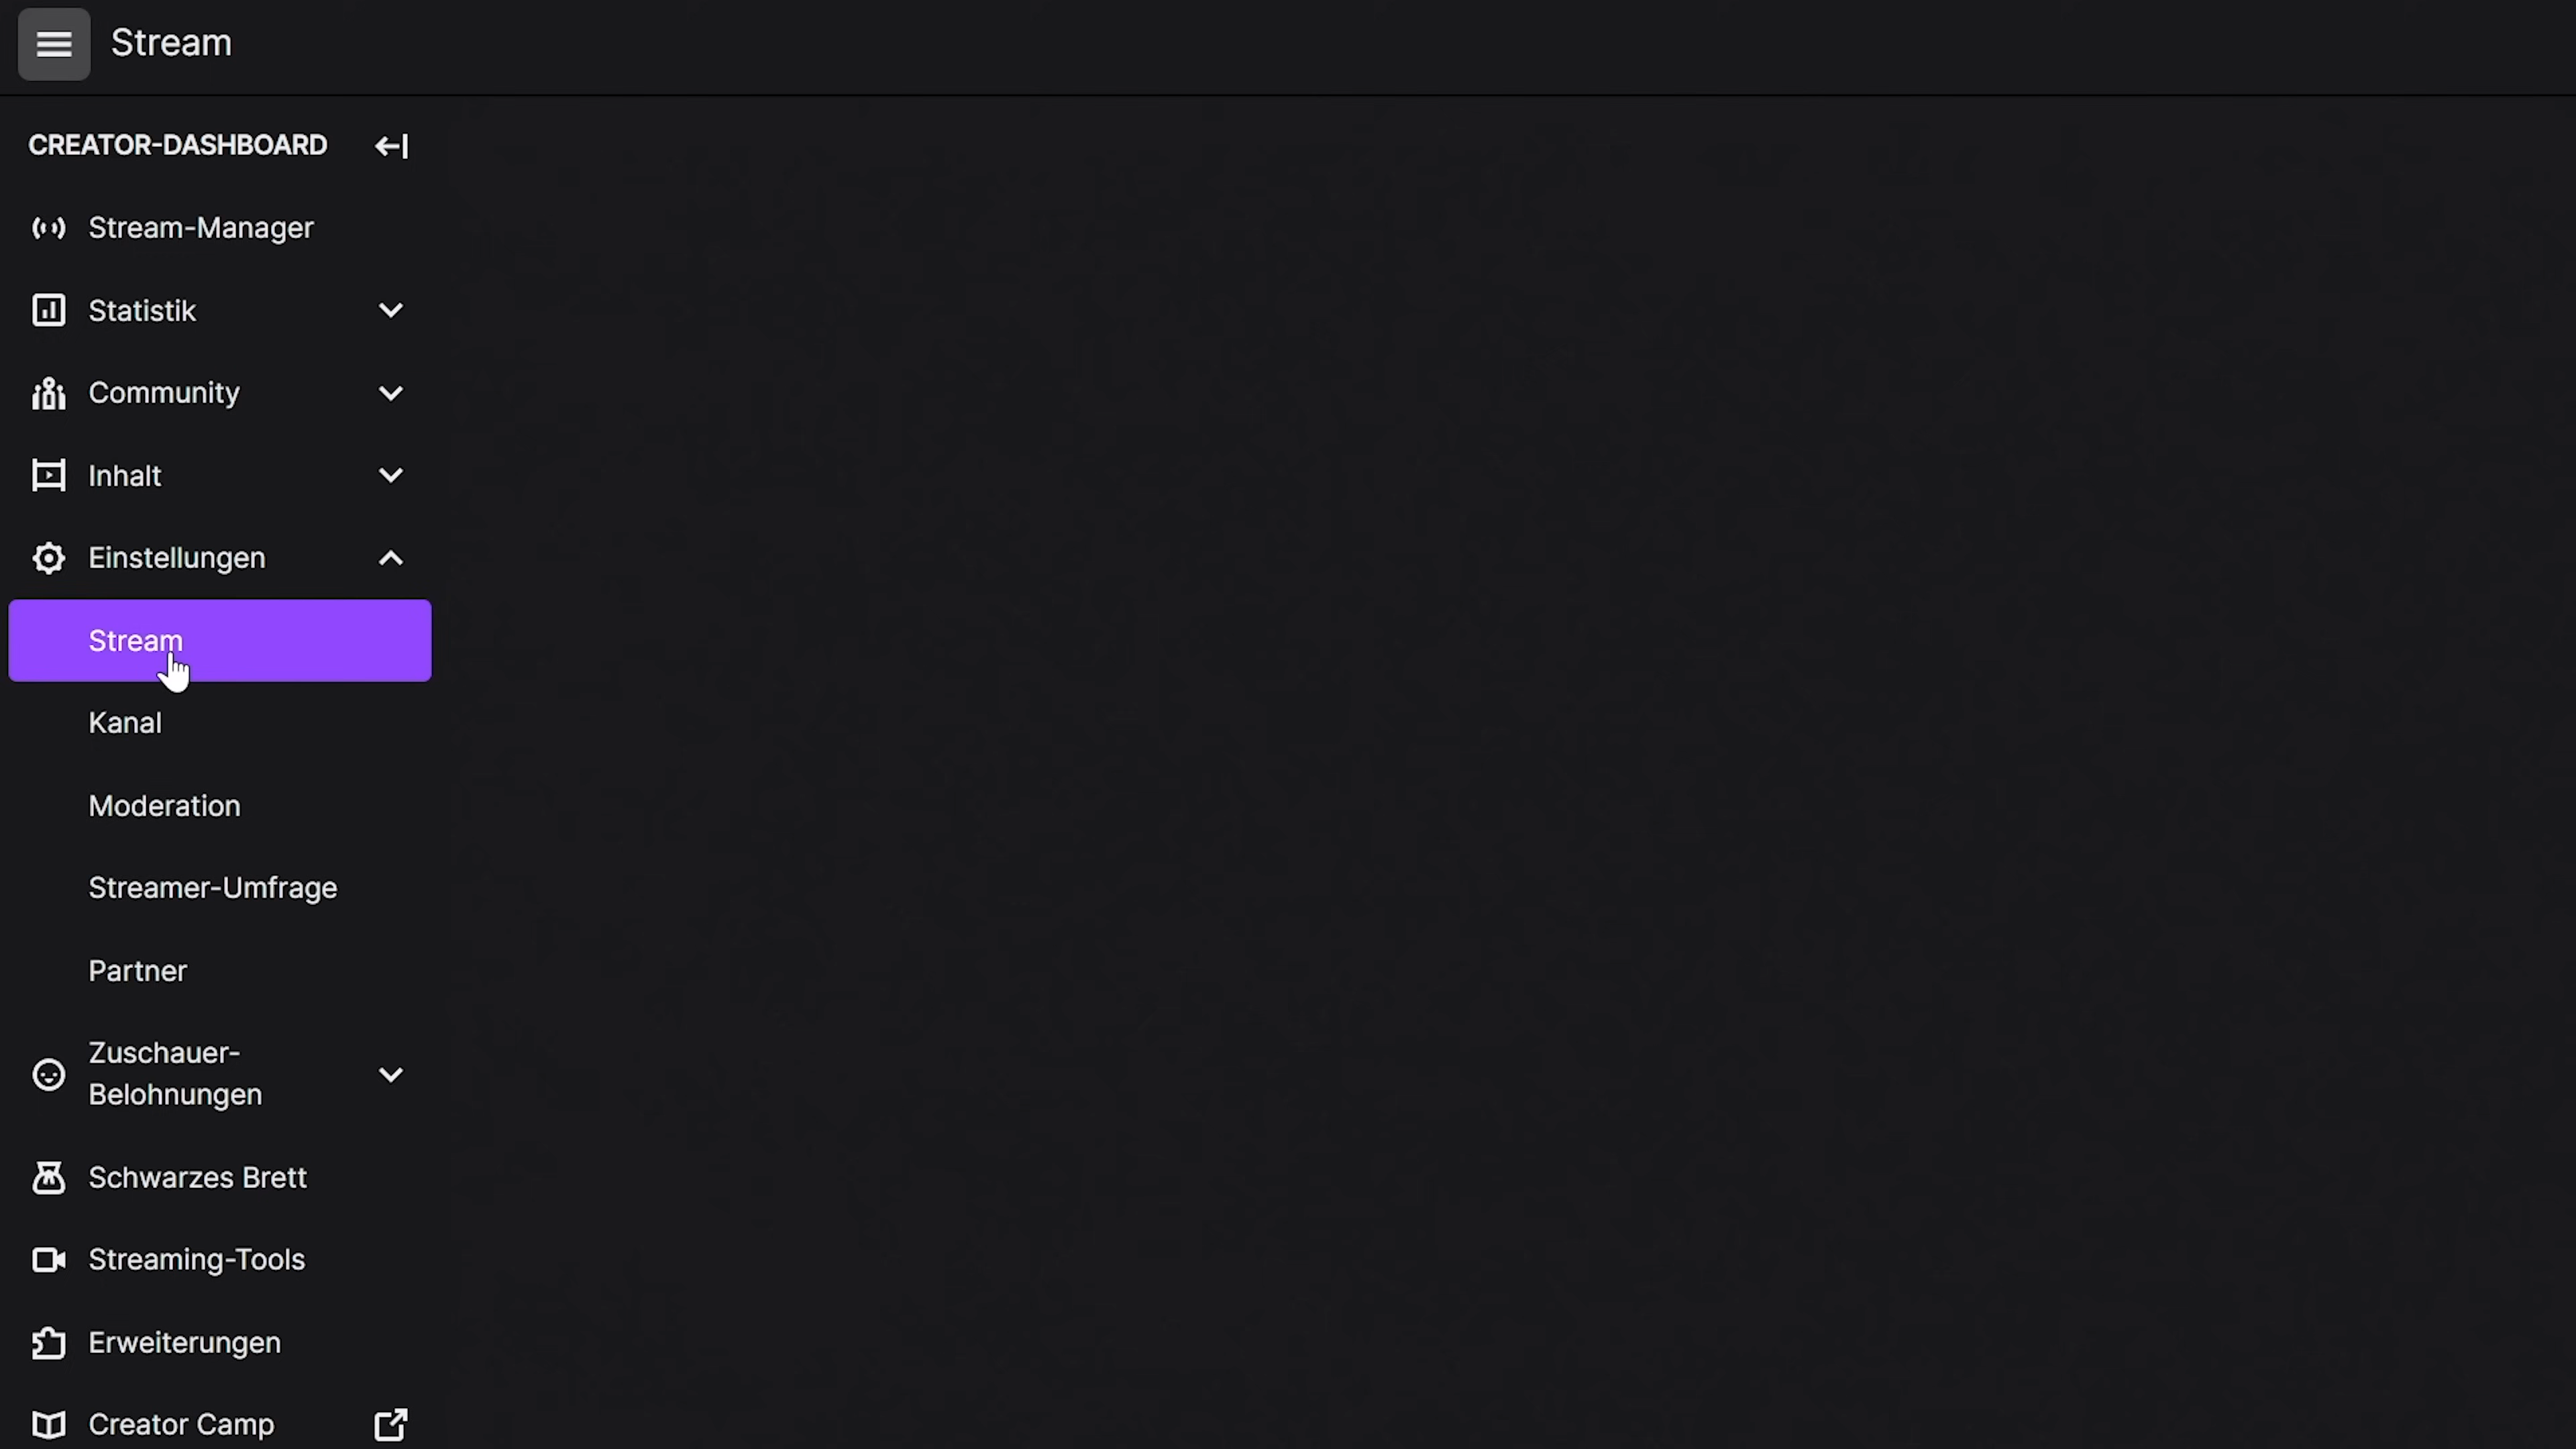 Stream
CREATOR-DASHBOARD
Stream-Manager
Statistik
Community
Inhalt
Einstellungen
Stream
Kanal
Moderation
Streamer-Umfrage
Partner
Zuschauer-
Belohnungen
Schwarzes Brett
Streaming-Tools
Erweiterungen
Creator Camp